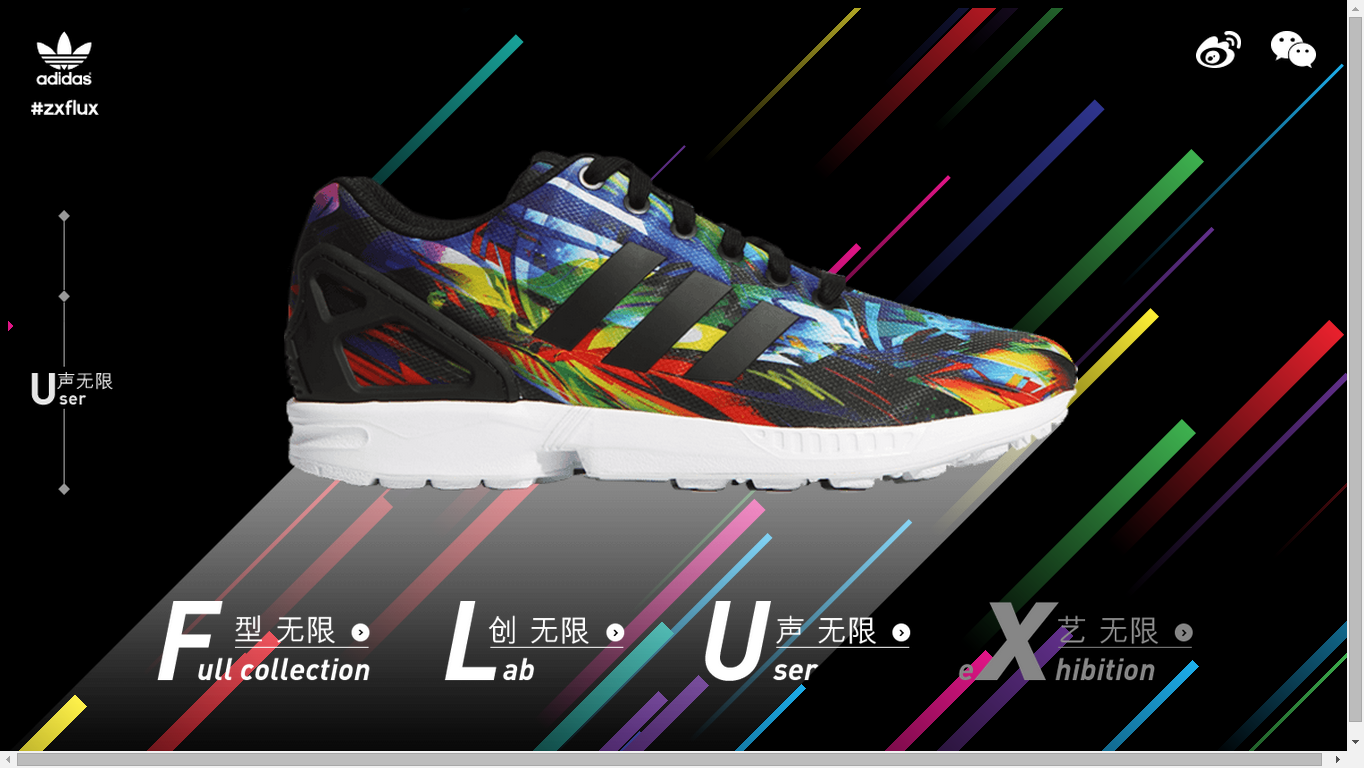 adidas
#zxflux
U声无限
ser
F型 无限
ull collection
L创 无限
ab
U声 无限
ser
eX艺 无限
hibition